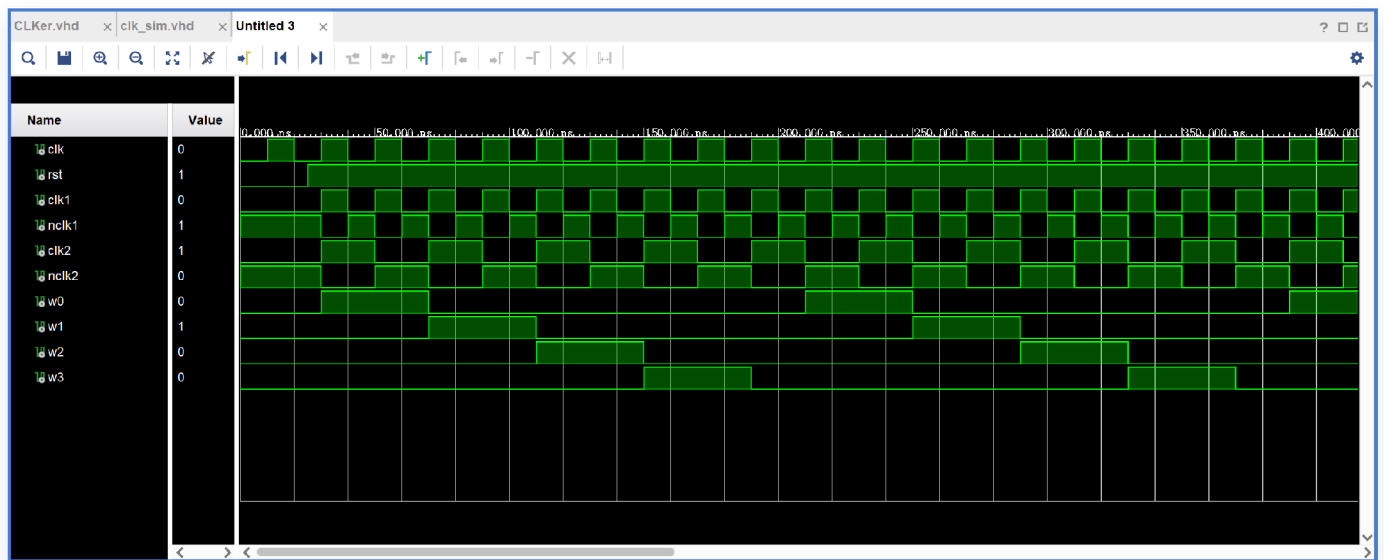 CLKer.vhd × clk_sim.vhd × Untitled 3 ×
?
Name Value
0.000 ns 50.000 ns 100.000 ns 150.000 ns 200.000 ns 250.000 ns 300.000 ns 350.000 ns 400.000
clk 0
rst 1
clk1 0
nclk1 1
clk2 1
nclk2 0
w0 0
w1 1
w2 0
w3 0